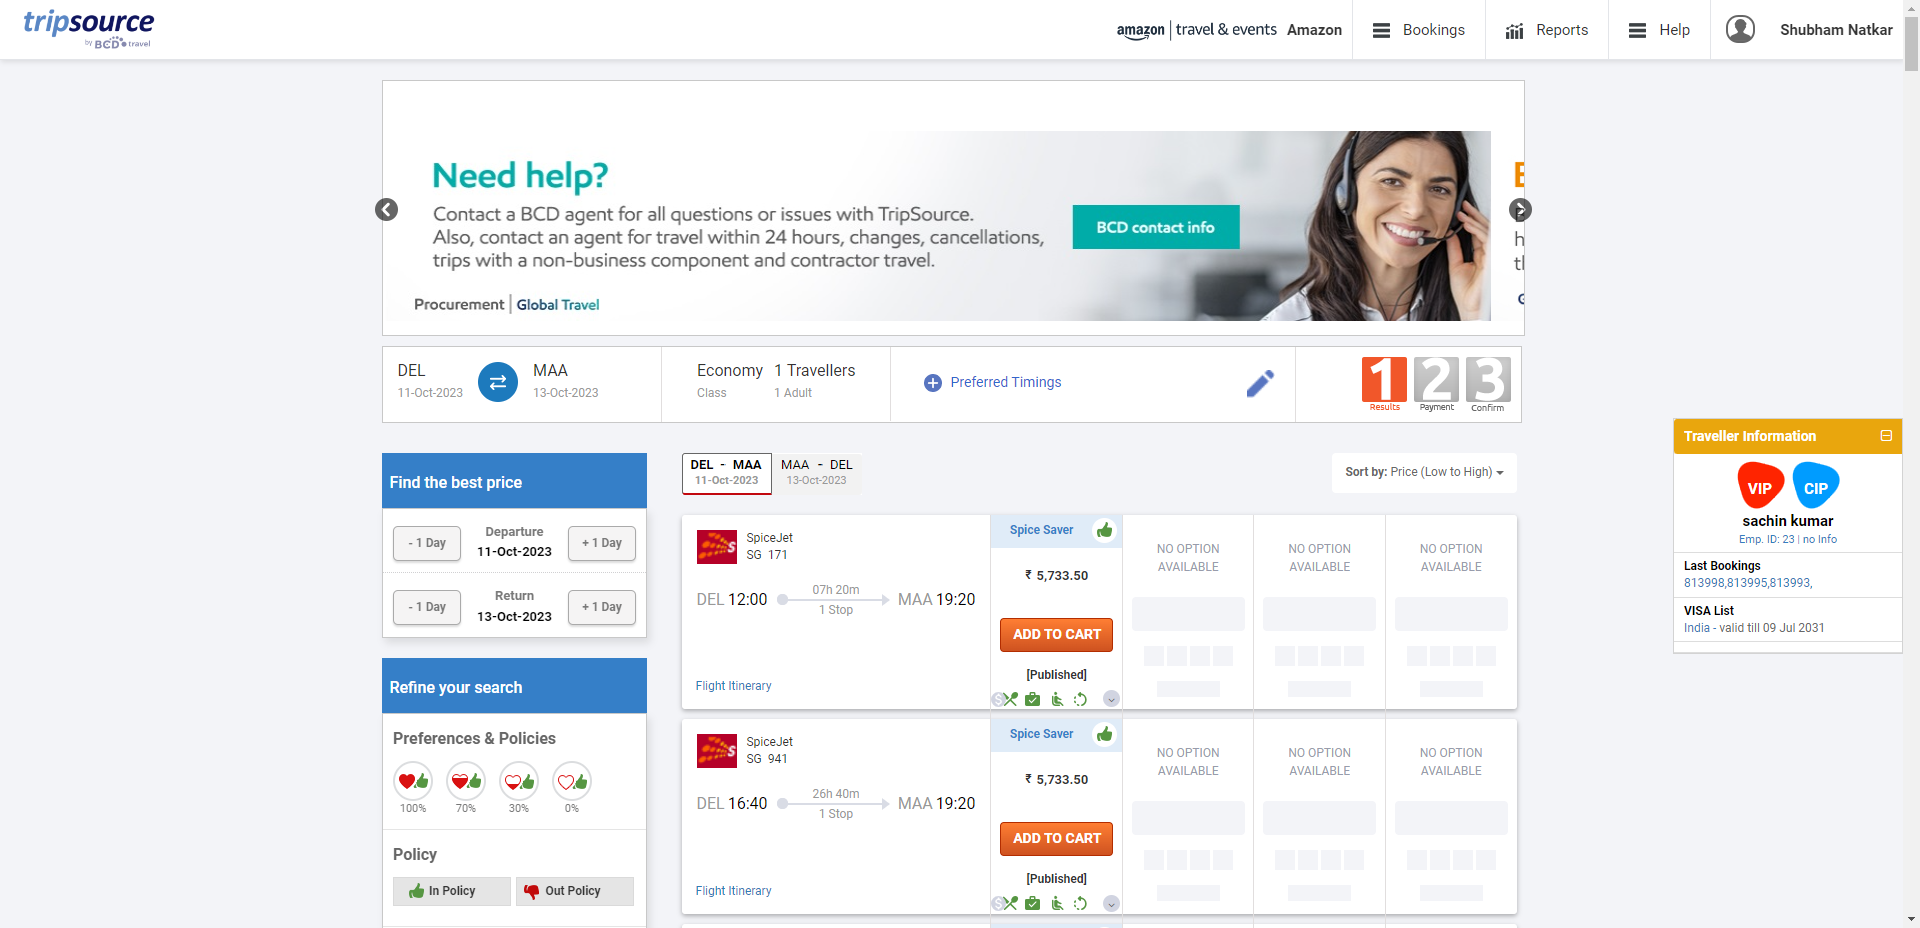 tripsource
by BCD travel
amazon | travel & events Amazon
Bookings
Reports
Help
Shubham Natkar
Need help?
Contact a BCD agent for all questions or issues with TripSource.
Also, contact an agent for travel within 24 hours, changes, cancellations,
trips with a non-business component and contractor travel.
BCD contact info
Procurement | Global Travel
DEL
11-Oct-2023
MAA
13-Oct-2023
Economy
Class
1 Travellers
1 Adult
Preferred Timings
1 2 3
Results Payment Confirm
Traveller Information
VIP CIP
sachin kumar
Emp. ID: 23 | no Info
Last Bookings
813998,813995,813993,
VISA List
India - valid till 09 Jul 2031
Find the best price
- 1 Day
Departure
11-Oct-2023
+ 1 Day
- 1 Day
Return
13-Oct-2023
+ 1 Day
Refine your search
Preferences & Policies
100% 70% 30% 0%
Policy
In Policy
Out Policy
DEL - MAA
11-Oct-2023
MAA - DEL
13-Oct-2023
Sort by: Price (Low to High)
SpiceJet
SG 171
DEL 12:00
07h 20m
1 Stop
MAA 19:20
Flight Itinerary
Spice Saver
₹ 5,733.50
ADD TO CART
[Published]
NO OPTION
AVAILABLE
NO OPTION
AVAILABLE
NO OPTION
AVAILABLE
SpiceJet
SG 941
DEL 16:40
26h 40m
1 Stop
MAA 19:20
Flight Itinerary
Spice Saver
₹ 5,733.50
ADD TO CART
[Published]
NO OPTION
AVAILABLE
NO OPTION
AVAILABLE
NO OPTION
AVAILABLE